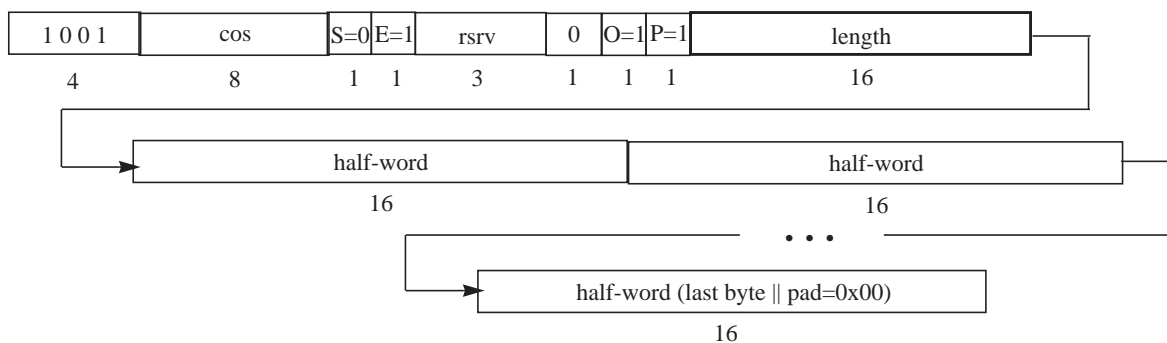 1 0 0 1 cos S=0 E=1 rsrv 0 O=1 P=1 length
4 8 1 1 3 1 1 1 16
half-word half-word
16 16
• • •
half-word (last byte || pad=0x00)
16